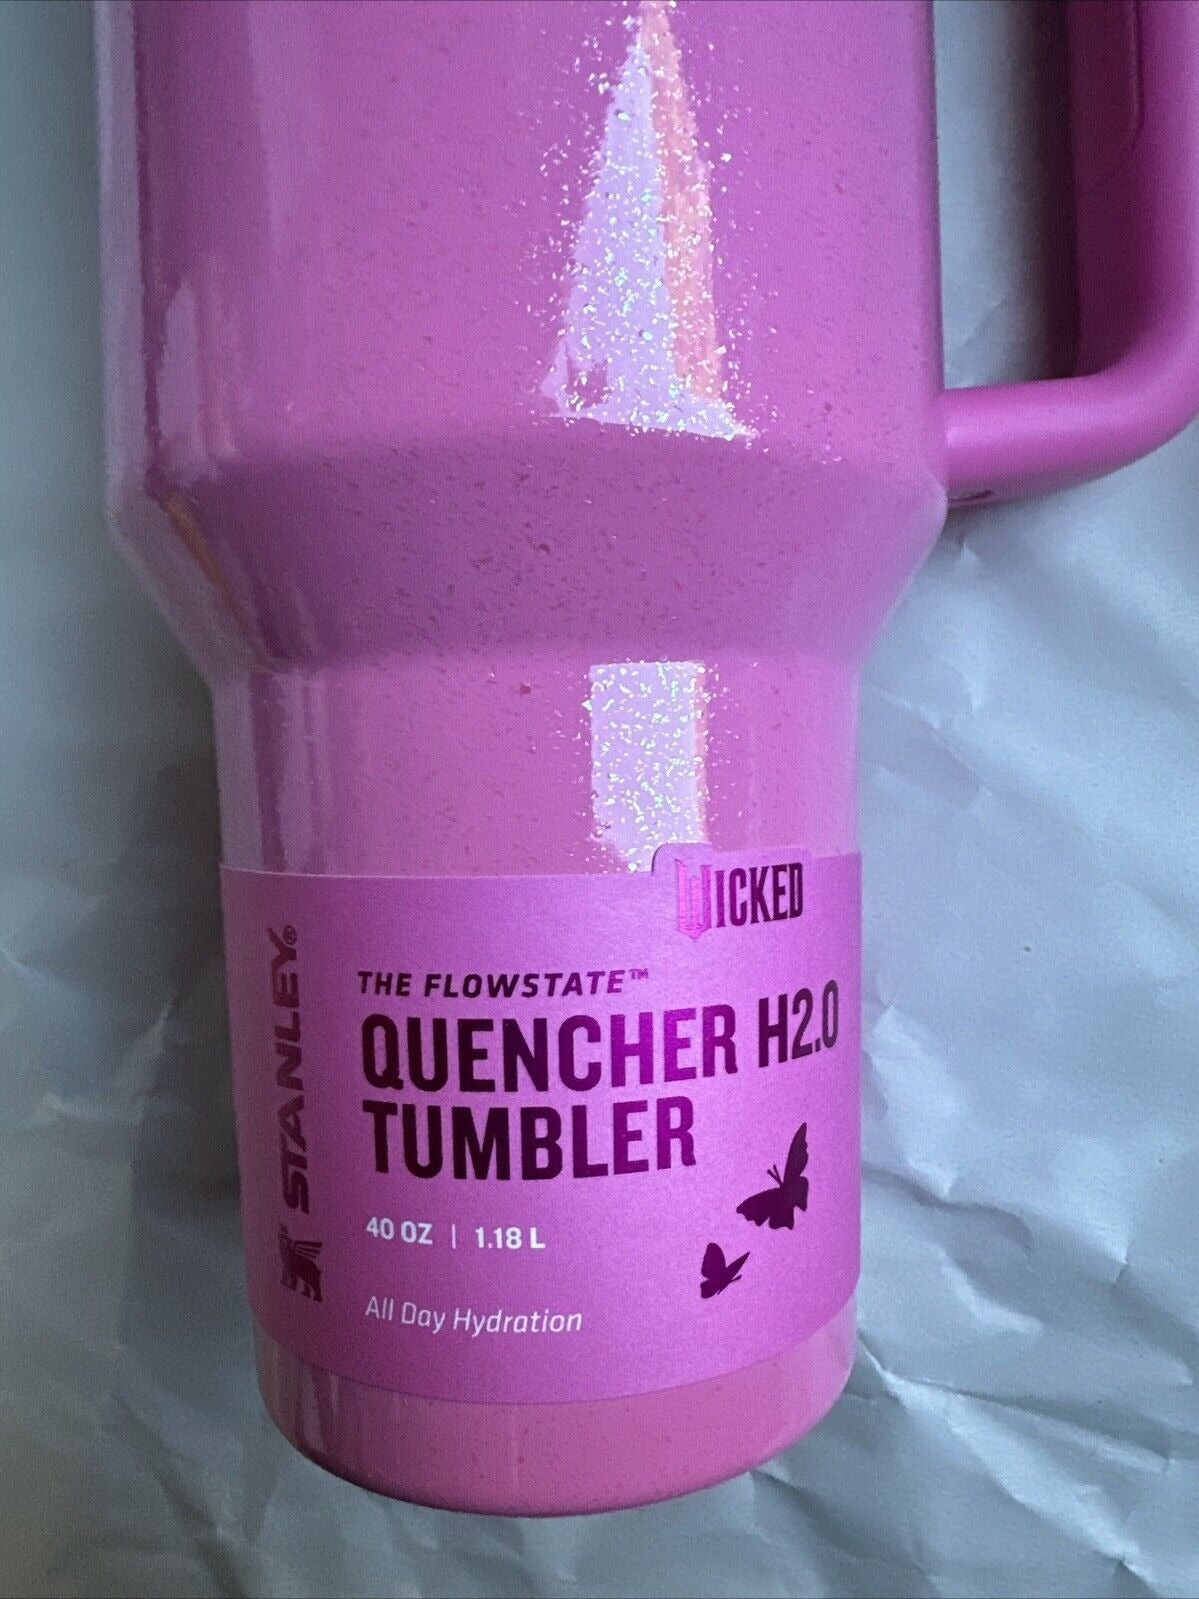 WICKED
THE FLOWSTATE™
QUENCHER H2.0
TUMBLER
40 OZ | 1.18 L
All Day Hydration
STANLEY®